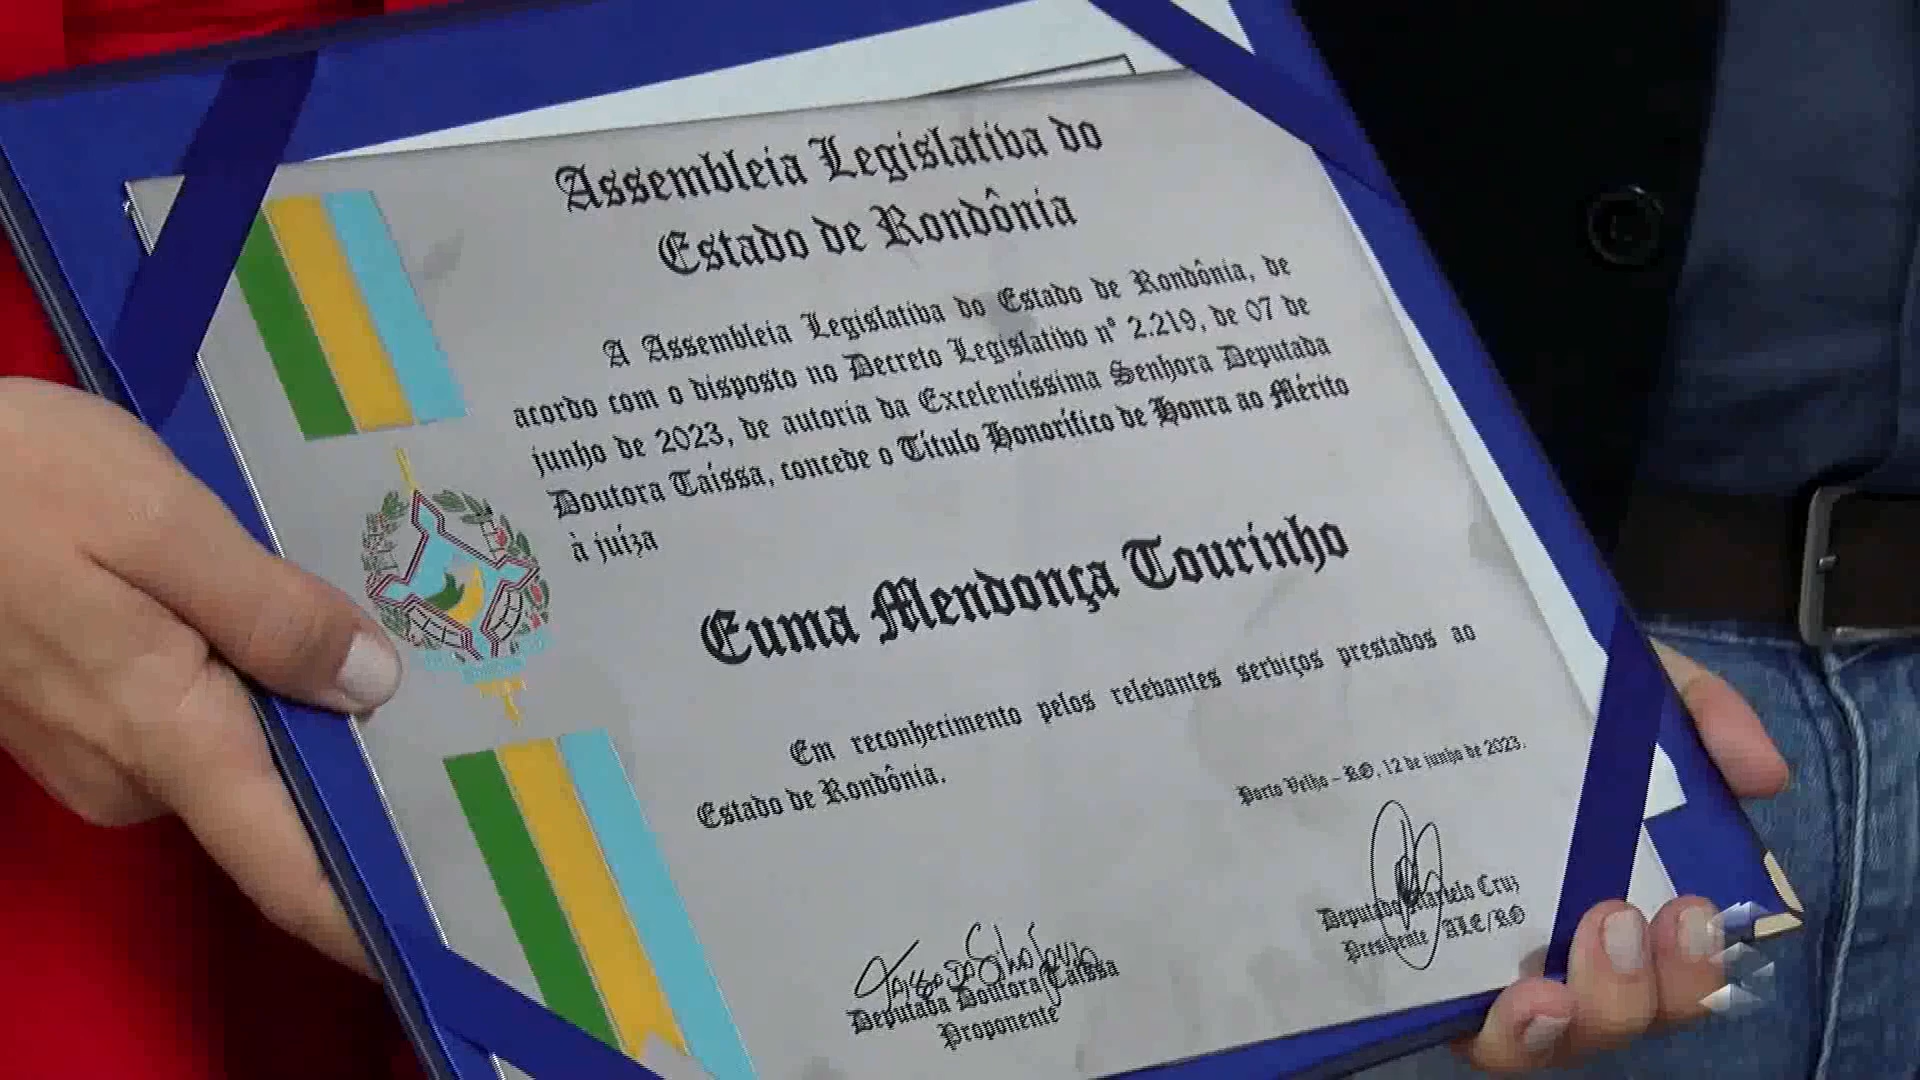 Assembleia Legislativa do
Estado de Rondônia
A Assembleia Legislativa do Estado de Rondônia, de
acordo com o disposto no Decreto Legislativo nº 2.219, de 07 de
junho de 2023, de autoria da Excelentíssima Senhora Deputada
Doutora Taíssa, concede o Título Honorífico de Honra ao Mérito
à juíza
Euma Mendonça Tourinho
Em reconhecimento pelos relevantes serviços prestados ao
Estado de Rondônia.
Porto Velho - RO, 12 de junho de 2023.
Deputado Marcelo Cruz
Presidente ALE/RO
Deputada Doutora Taíssa
Proponente